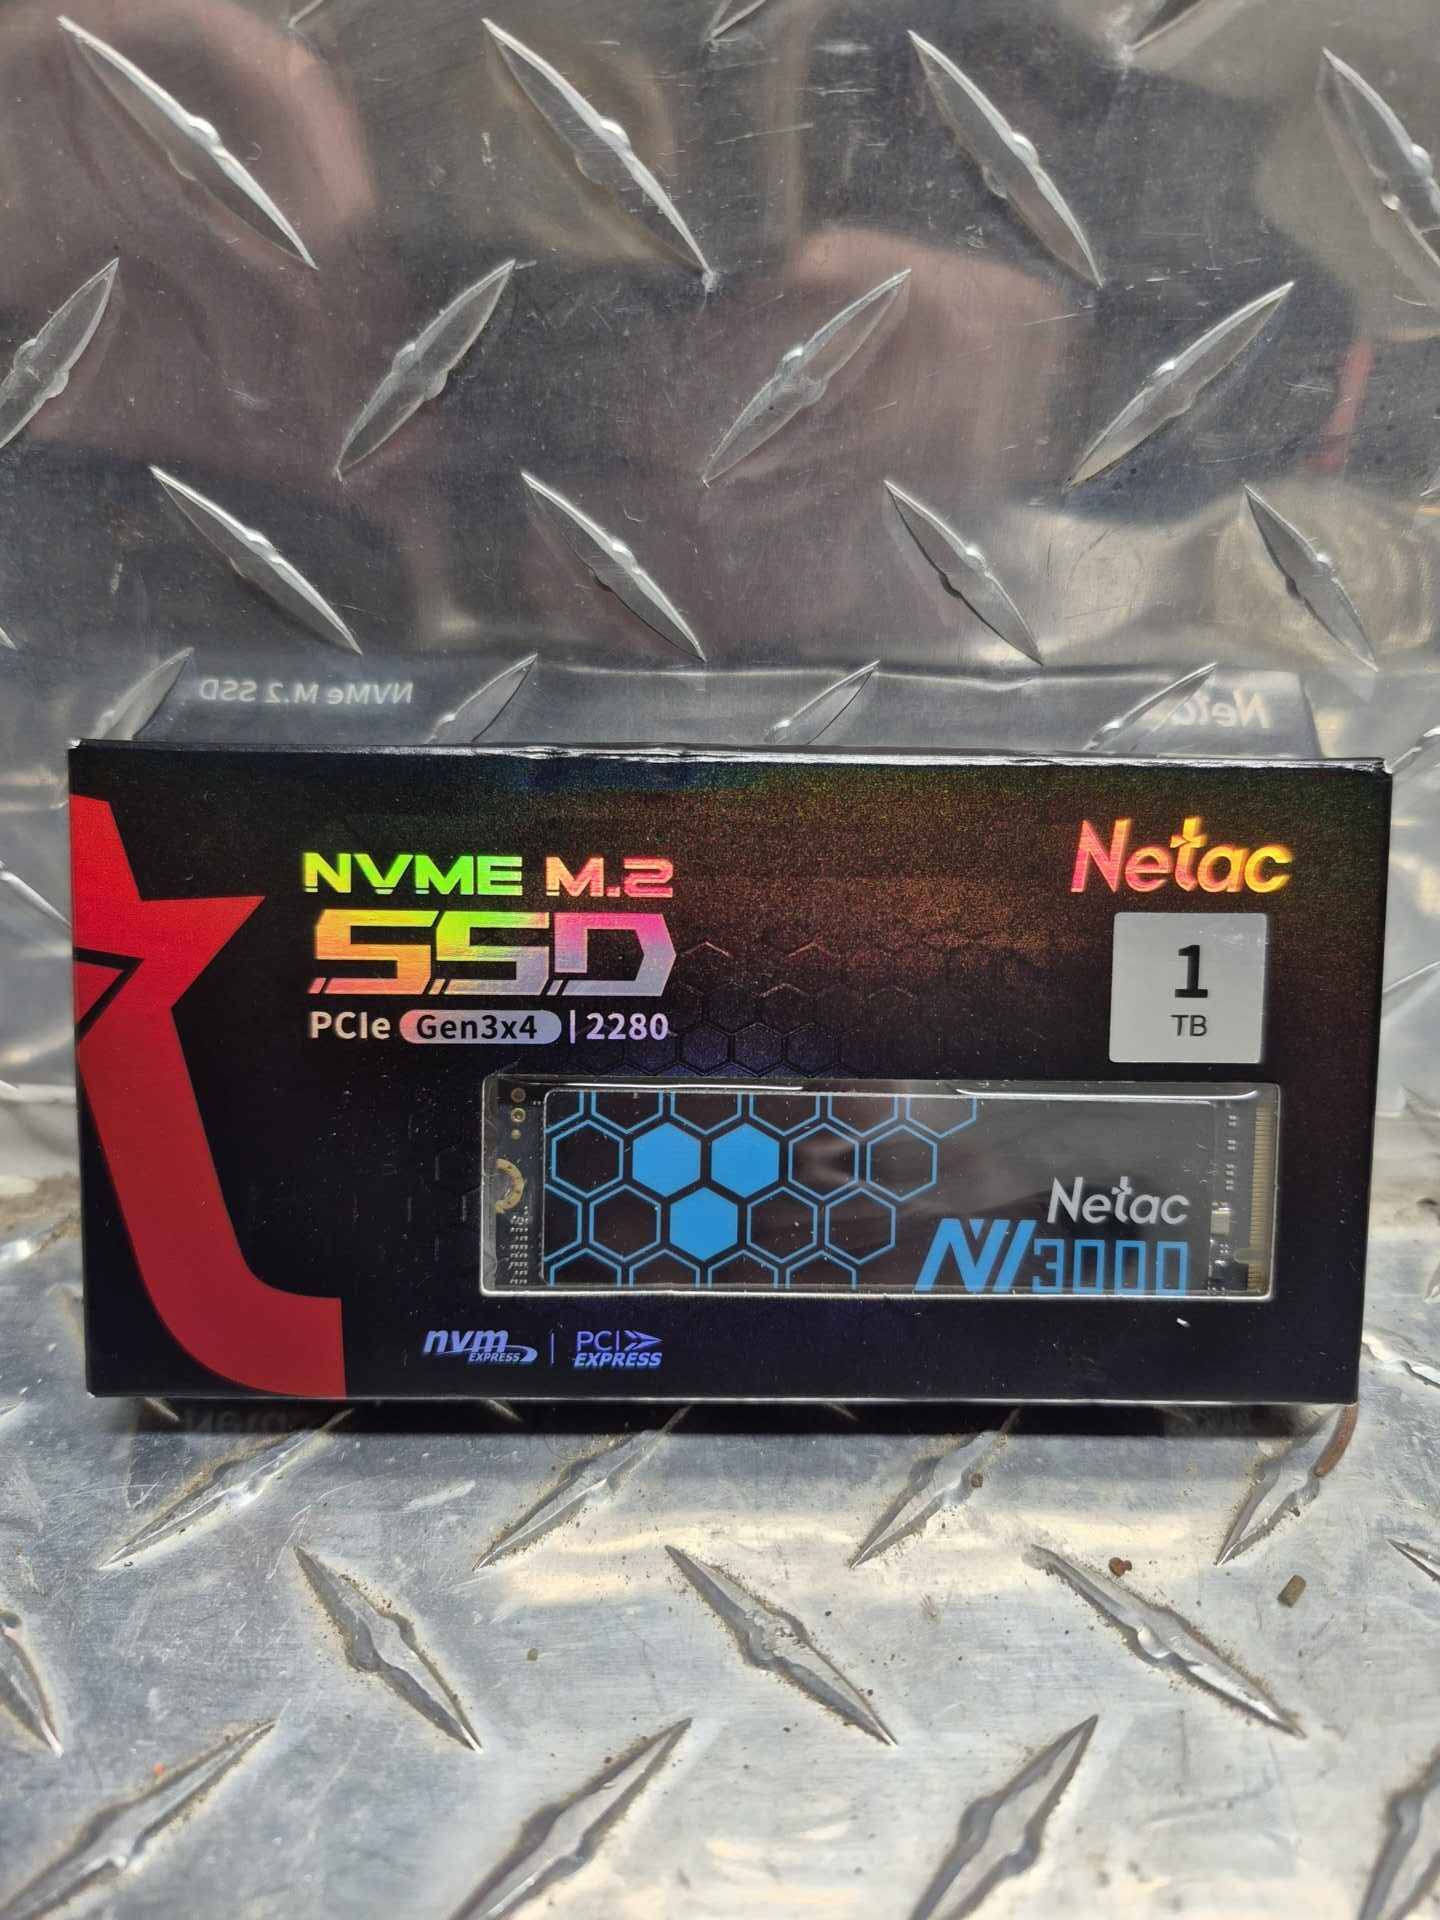 NVMe M.2 SSD
Netac
NVME M.2
SSD
PCIe Gen3x4 | 2280
Netac
1
TB
Netac
NV3000
nvm
EXPRESS
PCI
EXPRESS